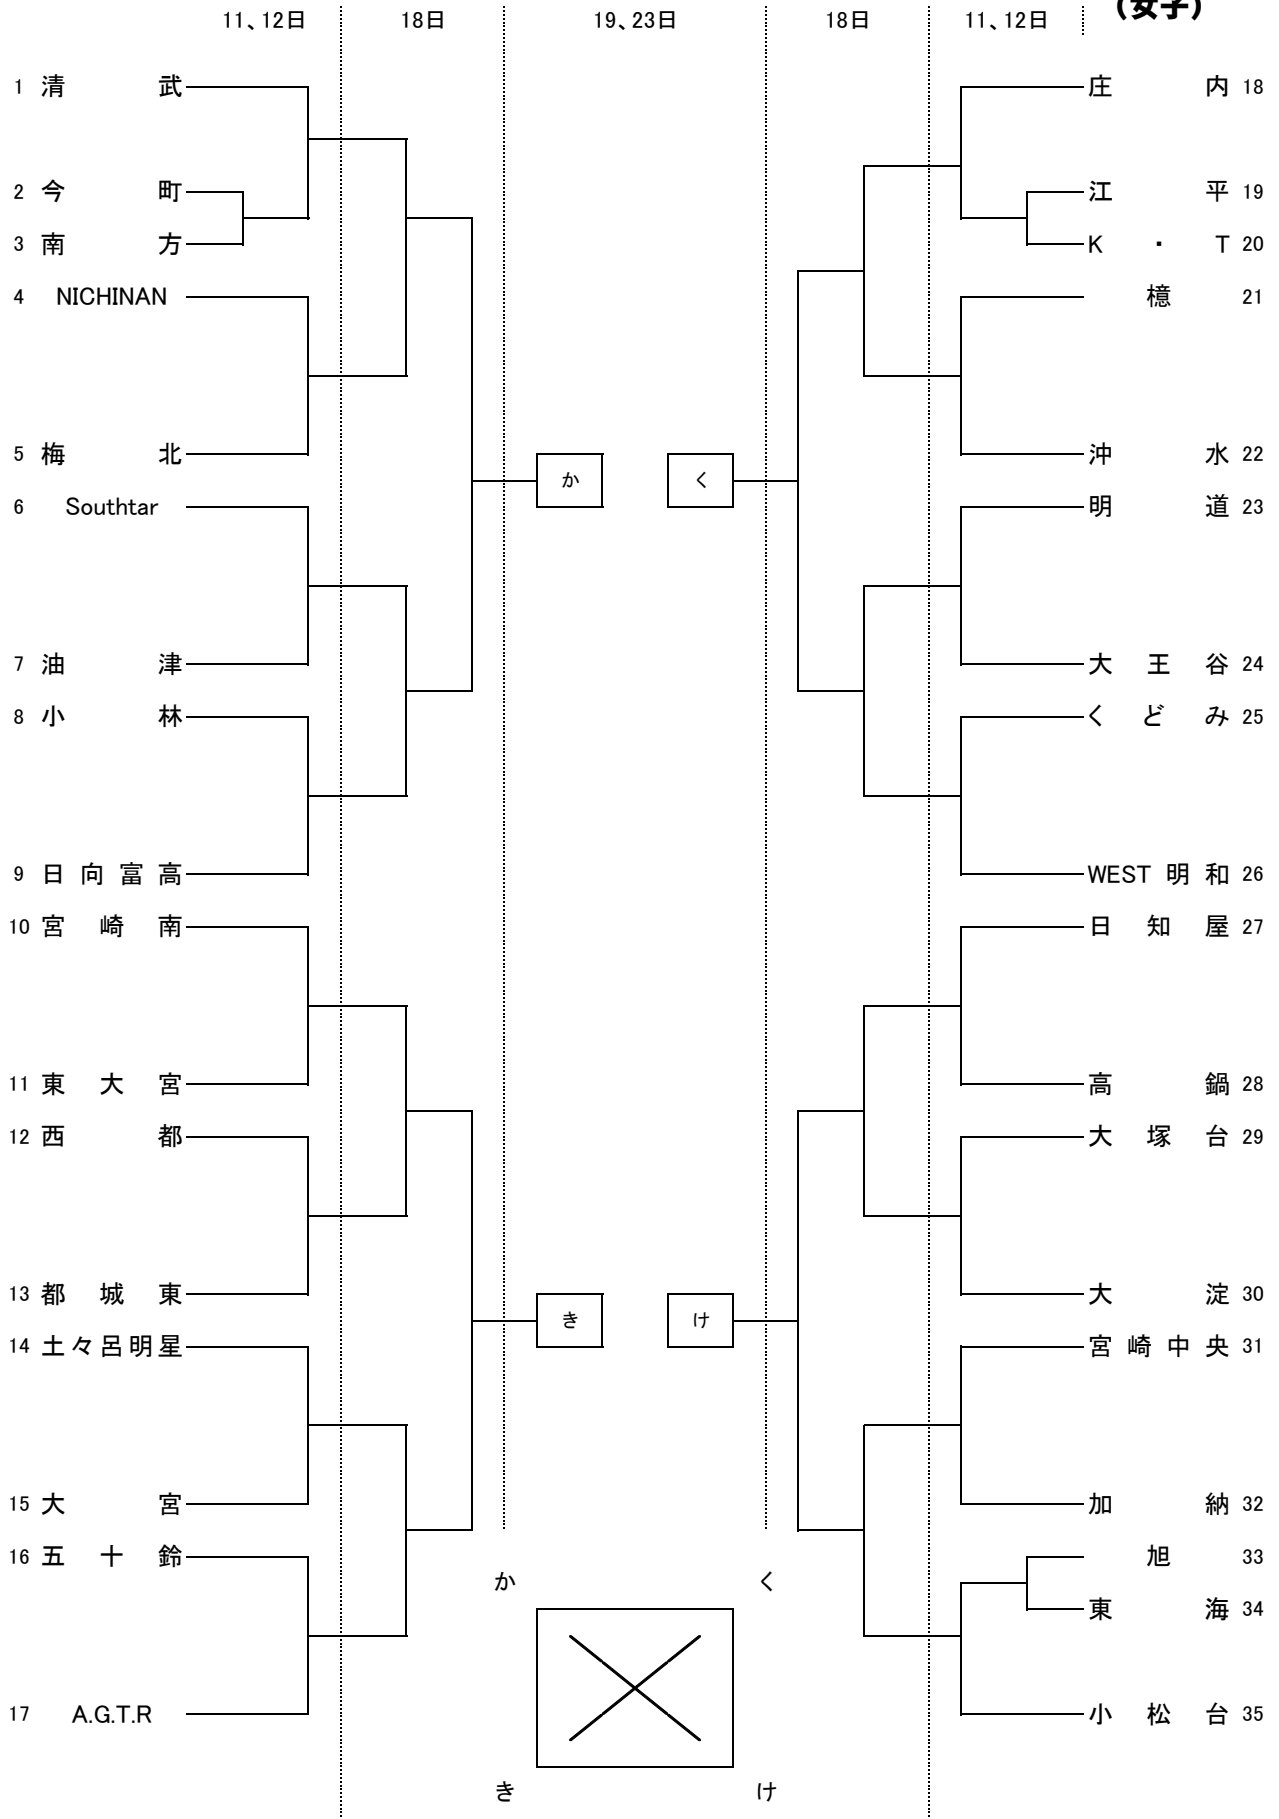 (女子)
11、12日 18日 19、23日 18日 11、12日
1 清武 庄内 18
2 今町 江平 19
3 南方 K・T 20
4 NICHINAN 檍 21
5 梅北 沖水 22
6 Southtar 明道 23
か く
7 油津 大王谷 24
8 小林 くどみ 25
9 日向富高 WEST明和 26
10 宮崎南 日知屋 27
11 東大宮 高鍋 28
12 西都 大塚台 29
13 都城東 大淀 30
き け
14 土々呂明星 宮崎中央 31
15 大宮 加納 32
16 五十鈴 旭 33
か く
東海 34
17 A.G.T.R 小松台 35
き け